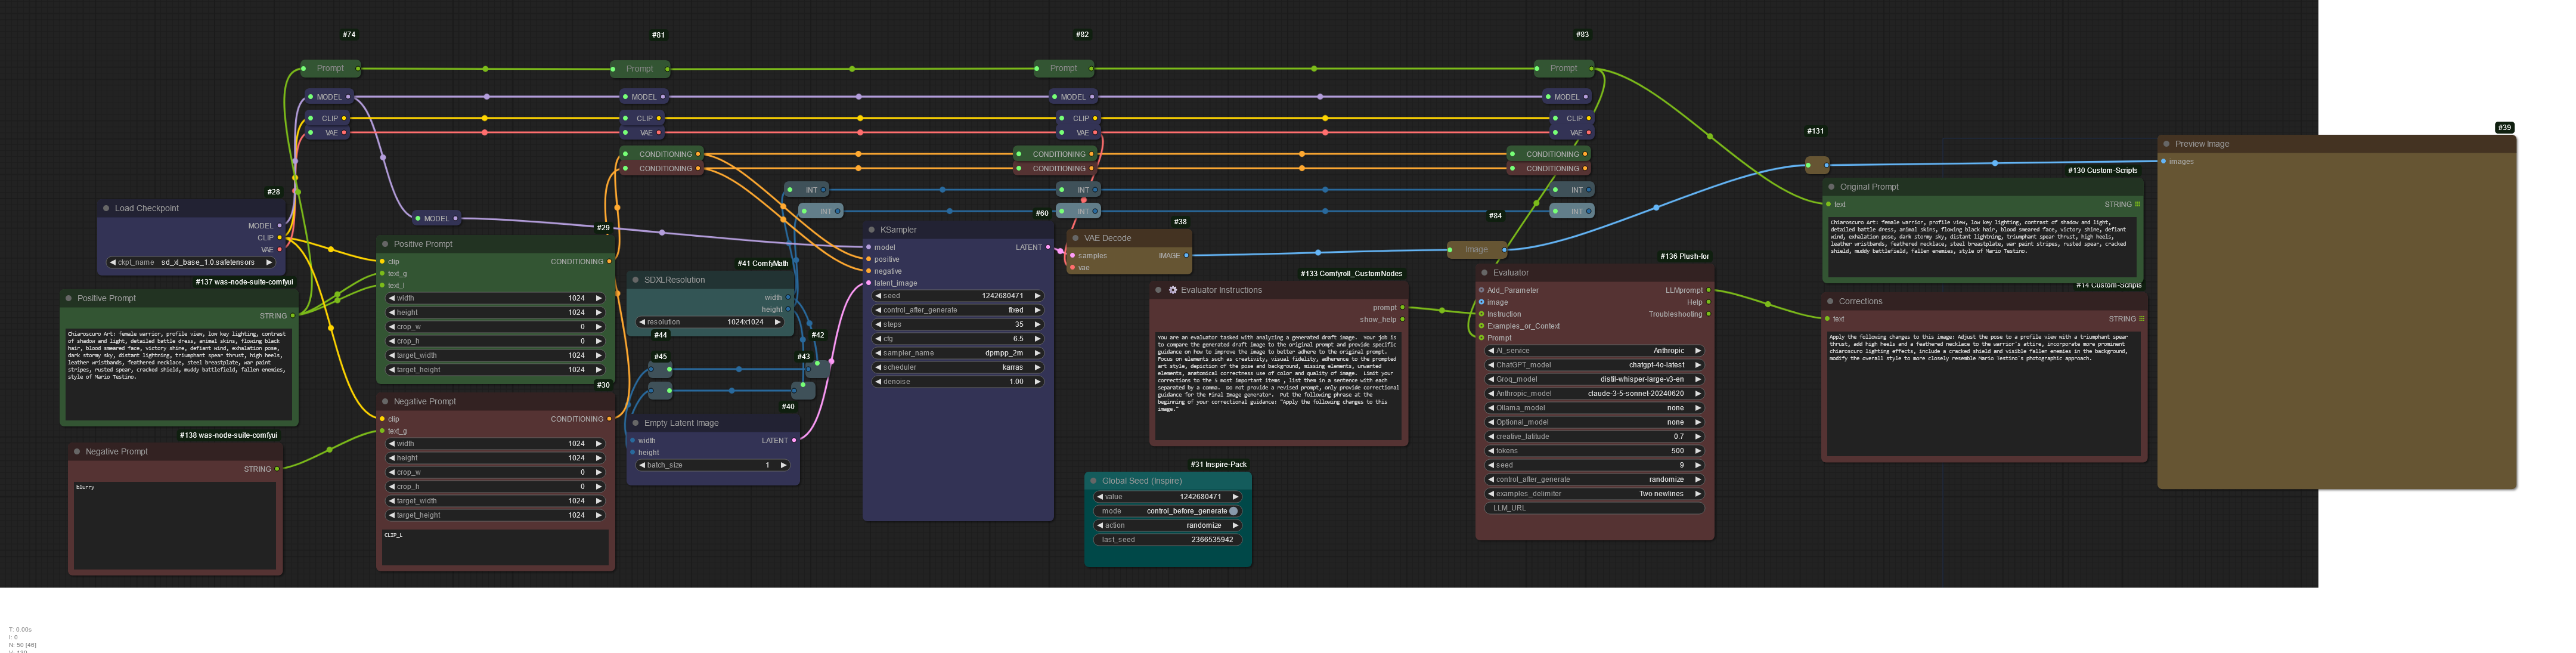 #74
#81
#82
#83
Prompt
Prompt
Prompt
Prompt
MODEL
MODEL
MODEL
MODEL
CLIP
CLIP
CLIP
CLIP
VAE
VAE
VAE
VAE
CONDITIONING
CONDITIONING
CONDITIONING
CONDITIONING
CONDITIONING
CONDITIONING
INT
INT
INT
INT
INT
INT
#28
Load Checkpoint
MODEL
CLIP
VAE
ckpt_name sd_xl_base_1.0.safetensors
#137 was-node-suite-comfyui
Positive Prompt
STRING
Chiaroscuro Art: female warrior, profile view, low key lighting, contrast
of shadow and light, detailed battle dress, animal skins, flowing black
hair, blood smeared face, victory shine, defiant wind, exhalation pose,
dark stormy sky, distant lightning, triumphant spear thrust, high heels,
leather wristbands, feathered necklace, steel breastplate, war paint
stripes, rusted spear, cracked shield, muddy battlefield, fallen enemies,
style of Mario Testino.
#138 was-node-suite-comfyui
Negative Prompt
STRING
blurry
MODEL
#29
Positive Prompt
clip
CONDITIONING
text_g
text_l
width 1024
height 1024
crop_w 0
crop_h 0
target_width 1024
target_height 1024
#30
Negative Prompt
clip
CONDITIONING
text_g
width 1024
height 1024
crop_w 0
crop_h 0
target_width 1024
target_height 1024
CLIP_L
#41 ComfyMath
SDXLResolution
width
height
resolution 1024x1024
#44
#42
#45
#43
#40
Empty Latent Image
width
LATENT
height
batch_size 1
#60
KSampler
model
LATENT
positive
negative
latent_image
seed 1242680471
control_after_generate fixed
steps 35
cfg 6.5
sampler_name dpmpp_2m
scheduler karras
denoise 1.00
#38
VAE Decode
samples
IMAGE
vae
#133 Comfyroll_CustomNodes
Evaluator Instructions
prompt
show_help
You are an evaluator tasked with analyzing a generated draft image. Your job is
to compare the generated draft image to the original prompt and provide specific
guidance on how to improve the image to better adhere to the original prompt.
Focus on elements such as creativity, visual fidelity, adherence to the prompted
art style, depiction of the pose and background, missing elements, unwanted
elements, anatomical correctness use of color and quality of image. Limit your
corrections to the 5 most important items , list them in a sentence with each
separated by a comma. Do not provide a revised prompt, only provide correctional
guidance for the final Image generator. Put the following phrase at the
beginning of your correctional guidance: "Apply the following changes to this
image."
#31 Inspire-Pack
Global Seed (Inspire)
value 1242680471
mode control_before_generate
action randomize
last_seed 2366535942
#84
Image
#136 Plush-for
Evaluator
Add_Parameter
LLMprompt
image
Help
Instruction
Troubleshooting
Examples_or_Context
Prompt
AI_service Anthropic
ChatGPT_model chatgpt-4o-latest
Groq_model distil-whisper-large-v3-en
Anthropic_model claude-3-5-sonnet-20240620
Ollama_model none
Optional_model none
creative_latitude 0.7
tokens 500
seed 9
control_after_generate randomize
examples_delimiter Two newlines
LLM_URL
#131
#130 Custom-Scripts
Original Prompt
text
STRING
Chiaroscuro Art: female warrior, profile view, low key lighting, contrast of shadow and light,
detailed battle dress, animal skins, flowing black hair, blood smeared face, victory shine, defiant
wind, exhalation pose, dark stormy sky, distant lightning, triumphant spear thrust, high heels,
leather wristbands, feathered necklace, steel breastplate, war paint stripes, rusted spear, cracked
shield, muddy battlefield, fallen enemies, style of Mario Testino.
#14 Custom-Scripts
Corrections
text
STRING
Apply the following changes to this image: Adjust the pose to a profile view with a triumphant spear
thrust, add high heels and a feathered necklace to the warrior's attire, incorporate more prominent
chiaroscuro lighting effects, include a cracked shield and visible fallen enemies in the background,
modify the overall style to more closely resemble Mario Testino's photographic approach.
#39
Preview Image
images
T: 0.00s
I: 0
N: 50 [46]